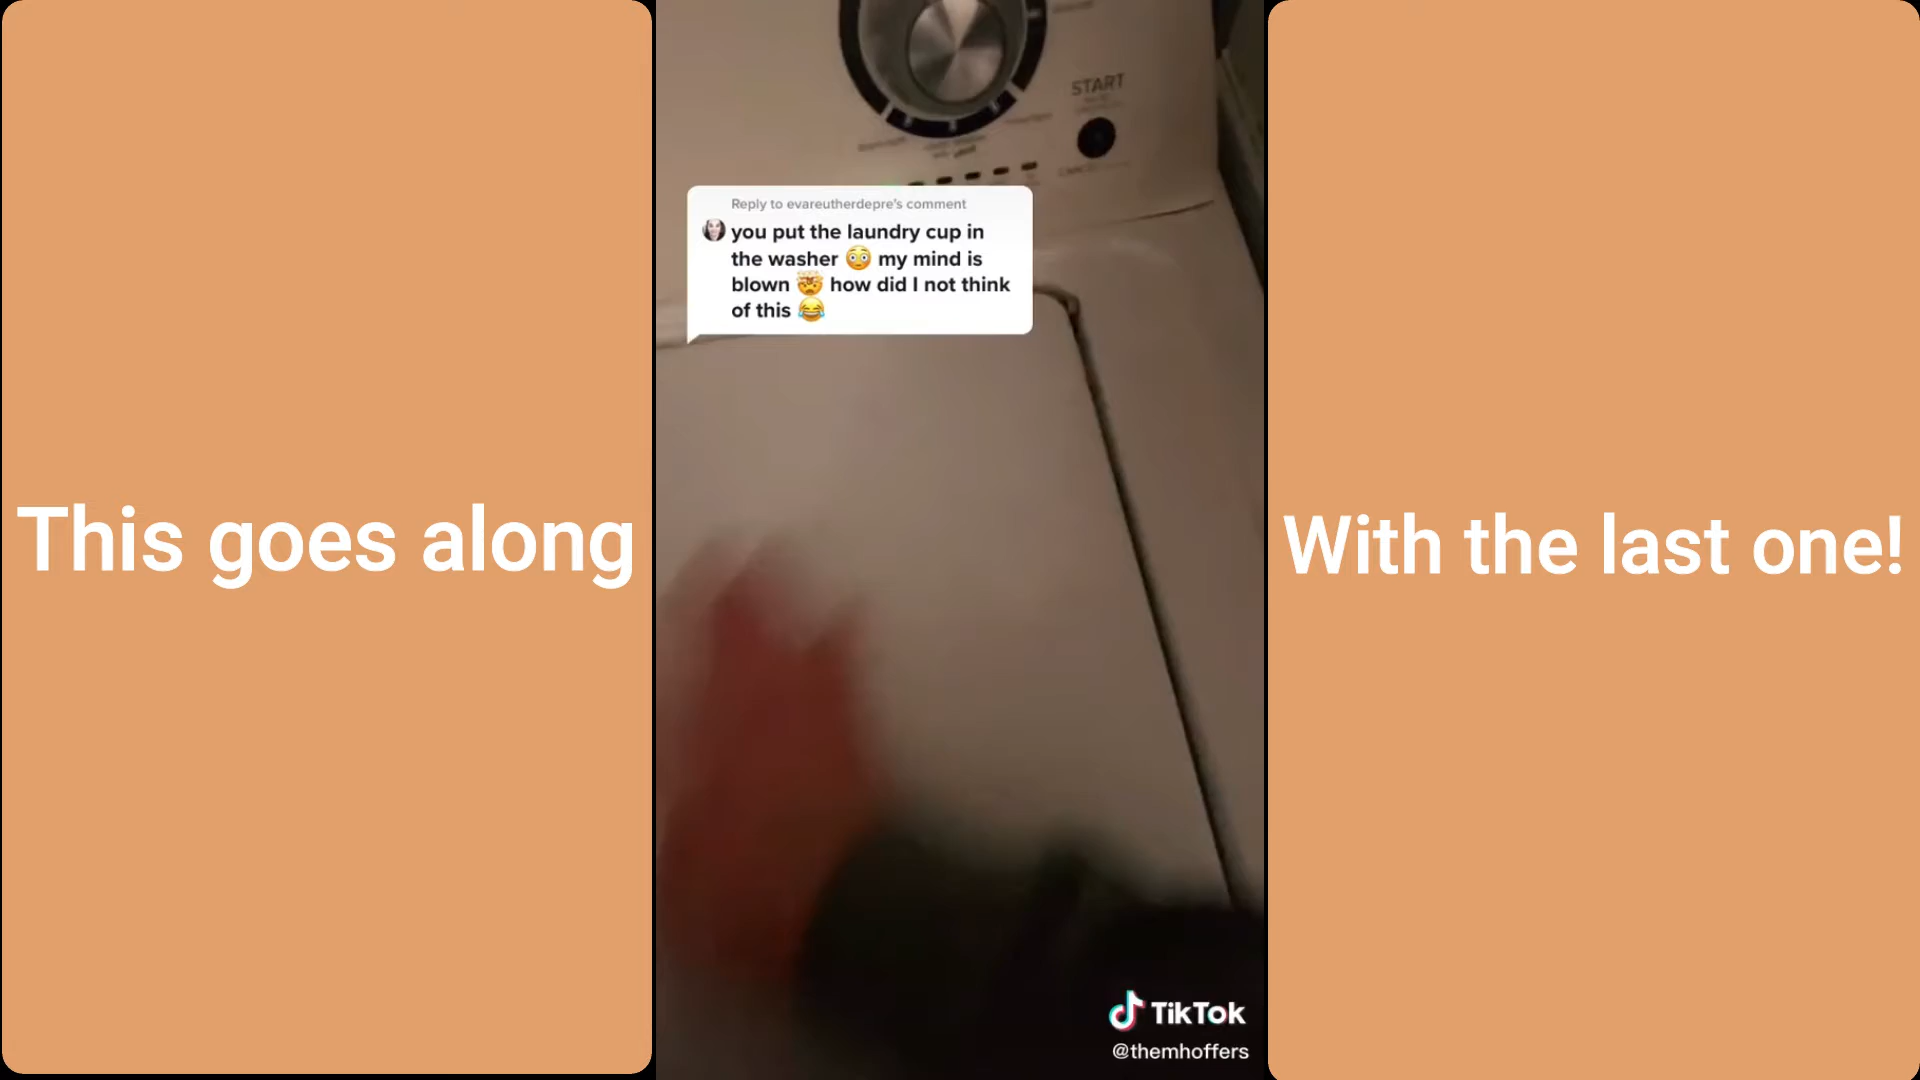 This goes along
START
Reply to evareutherdepre's comment
you put the laundry cup in
the washer 😳 my mind is
blown 🤯 how did I not think
of this 😂
With the last one!
TikTok
@themhoffers